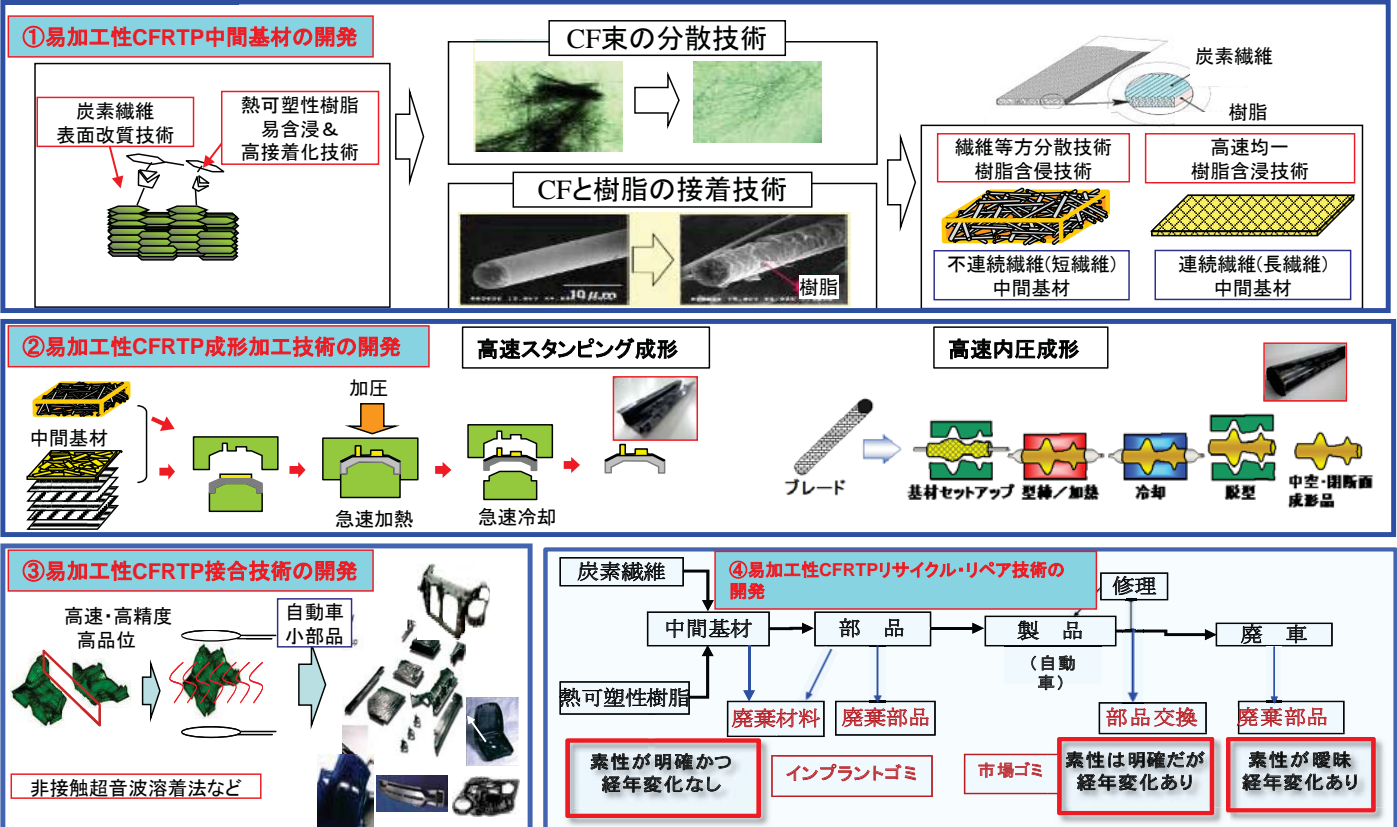 ①易加工性CFRTP中間基材の開発
炭素繊維
表面改質技術
熱可塑性樹脂
易含浸＆
高接着化技術
CF束の分散技術
CFと樹脂の接着技術
10μm
樹脂
炭素繊維
樹脂
繊維等方分散技術
樹脂含侵技術
高速均一
樹脂含浸技術
不連続繊維(短繊維)
中間基材
連続繊維(長繊維)
中間基材
②易加工性CFRTP成形加工技術の開発
高速スタンピング成形
高速内圧成形
中間基材
加圧
急速加熱
急速冷却
ブレード
基材セットアップ
型締／加熱
冷却
脱型
中空・閉断面
成形品
③易加工性CFRTP接合技術の開発
高速・高精度
高品位
自動車
小部品
非接触超音波溶着法など
④易加工性CFRTPリサイクル・リペア技術の
開発
炭素繊維
修理
中間基材
部　品
製　品
廃　車
（自動
車）
熱可塑性樹脂
廃棄材料
廃棄部品
部品交換
廃棄部品
素性が明確かつ
経年変化なし
インプラントゴミ
市場ゴミ
素性は明確だが
経年変化あり
素性が曖昧
経年変化あり